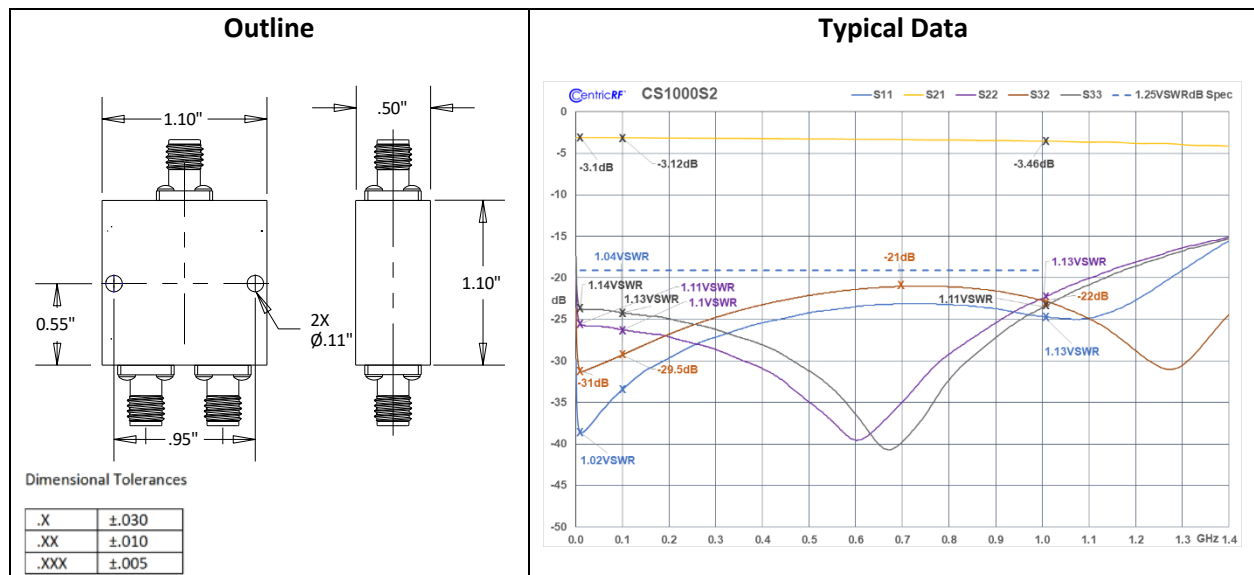 Outline
.50"
1.10"
1.10"
0.55"
2X
Ø.11"
.95"
Dimensional Tolerances
.X ±.030
.XX ±.010
.XXX ±.005
Typical Data
CentricRF™ CS1000S2
S11 S21 S22 S32 S33 1.25VSWRdB Spec
0
-5
-10
-15
-20
dB
-25
-30
-35
-40
-45
-50
-3.1dB
-3.12dB
-3.46dB
1.04VSWR
-21dB
1.13VSWR
1.14VSWR
1.11VSWR
1.13VSWR
1.1VSWR
1.11VSWR
-22dB
-31dB
-29.5dB
1.13VSWR
1.02VSWR
0.0 0.1 0.2 0.3 0.4 0.5 0.6 0.7 0.8 0.9 1.0 1.1 1.2 1.3 GHz 1.4